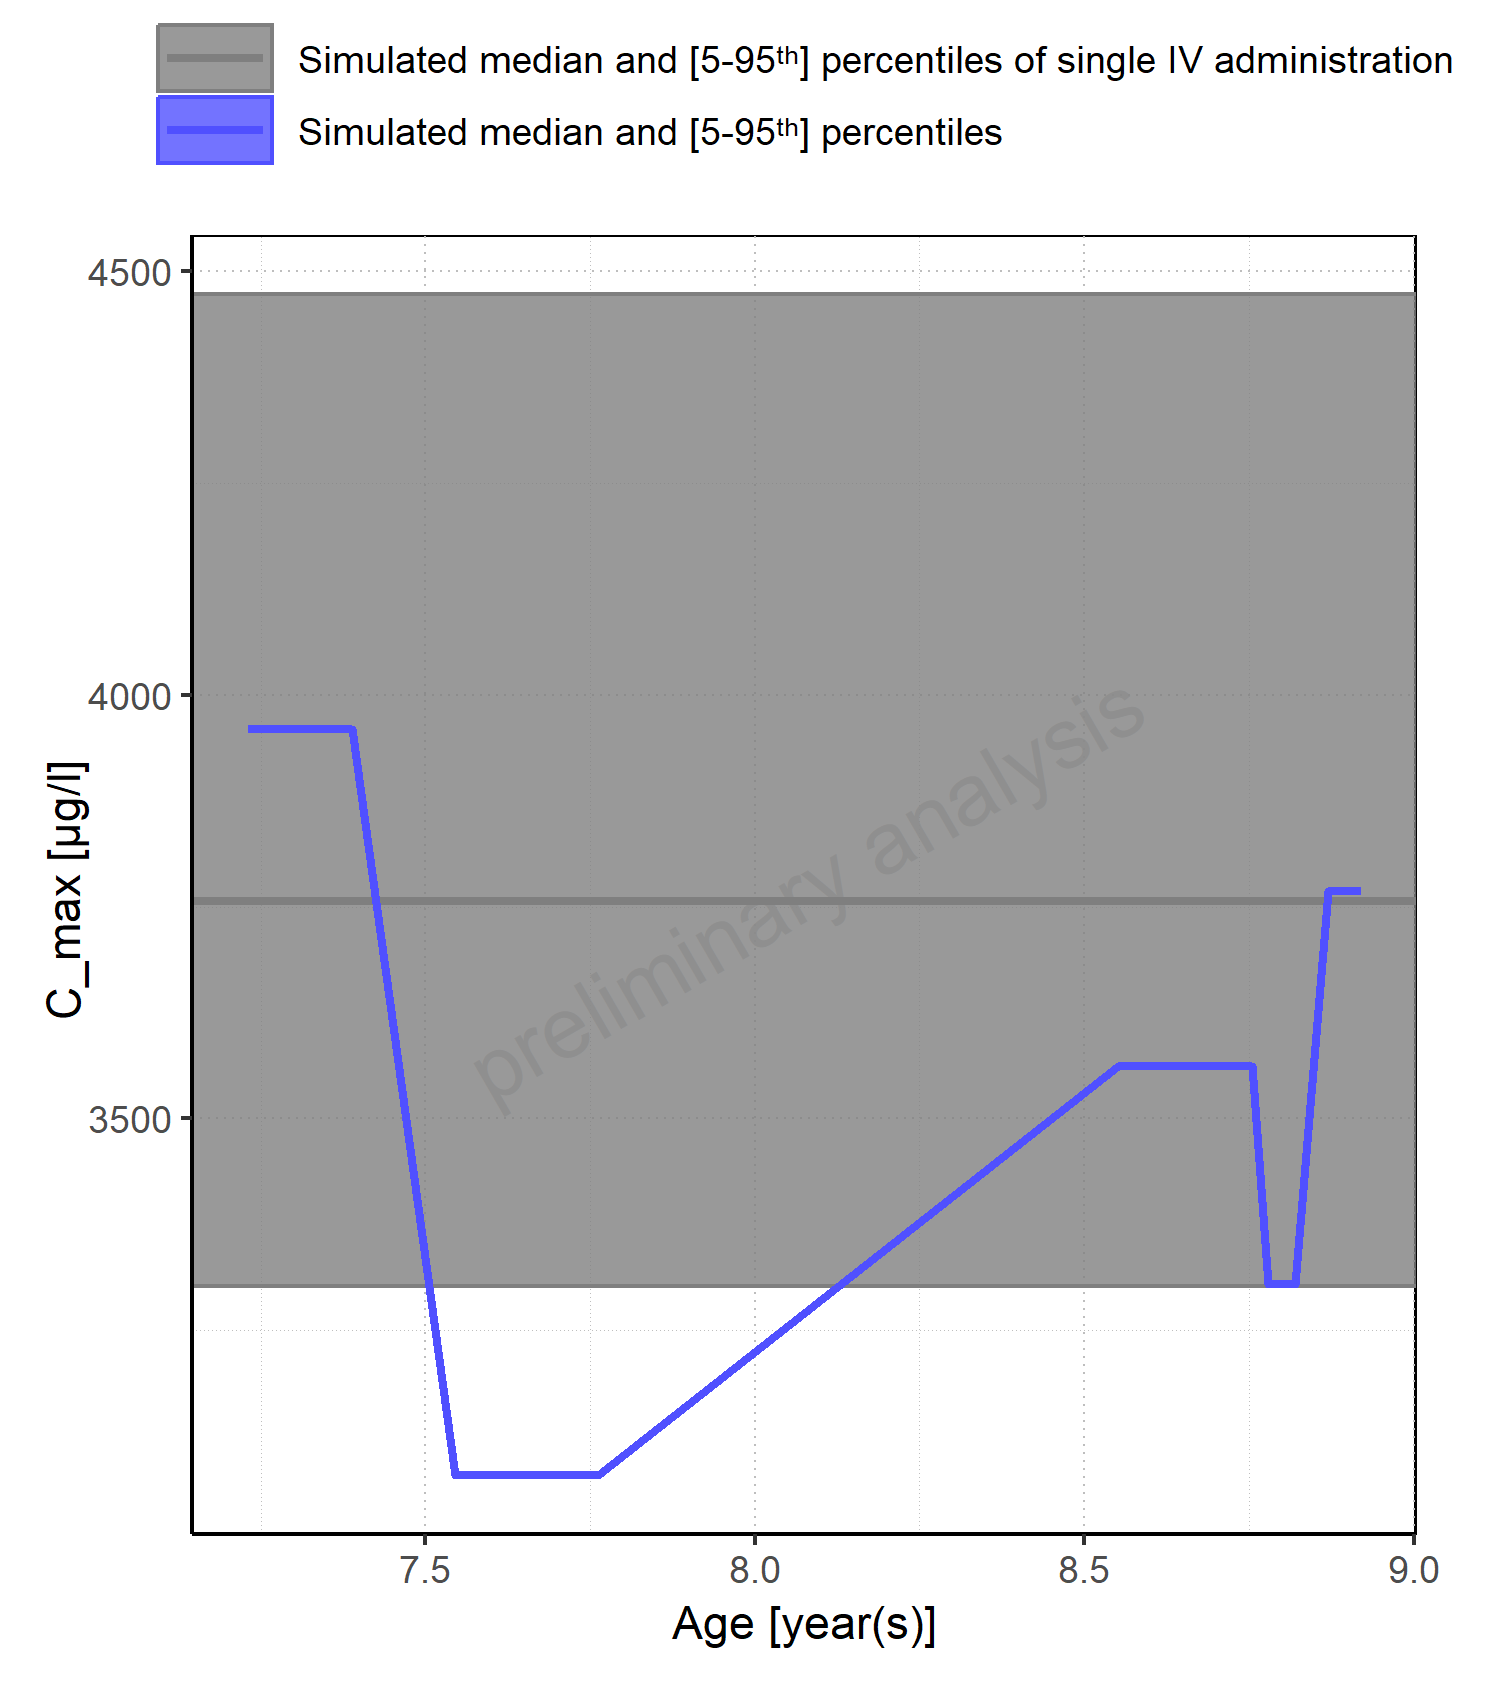 Simulated median and [5-95th] percentiles of single IV administration
Simulated median and [5-95th] percentiles
4500
4000
3500
C_max [µg/l]
preliminary analysis
7.5 8.0 8.5 9.0
Age [year(s)]